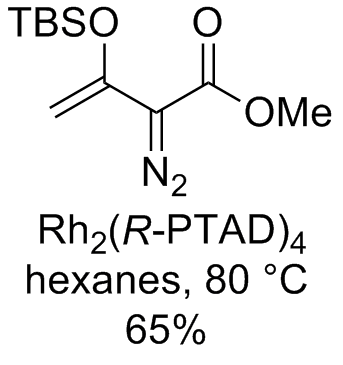 TBSO O
OMe
N₂
Rh₂(R-PTAD)₄
hexanes, 80 °C
65%